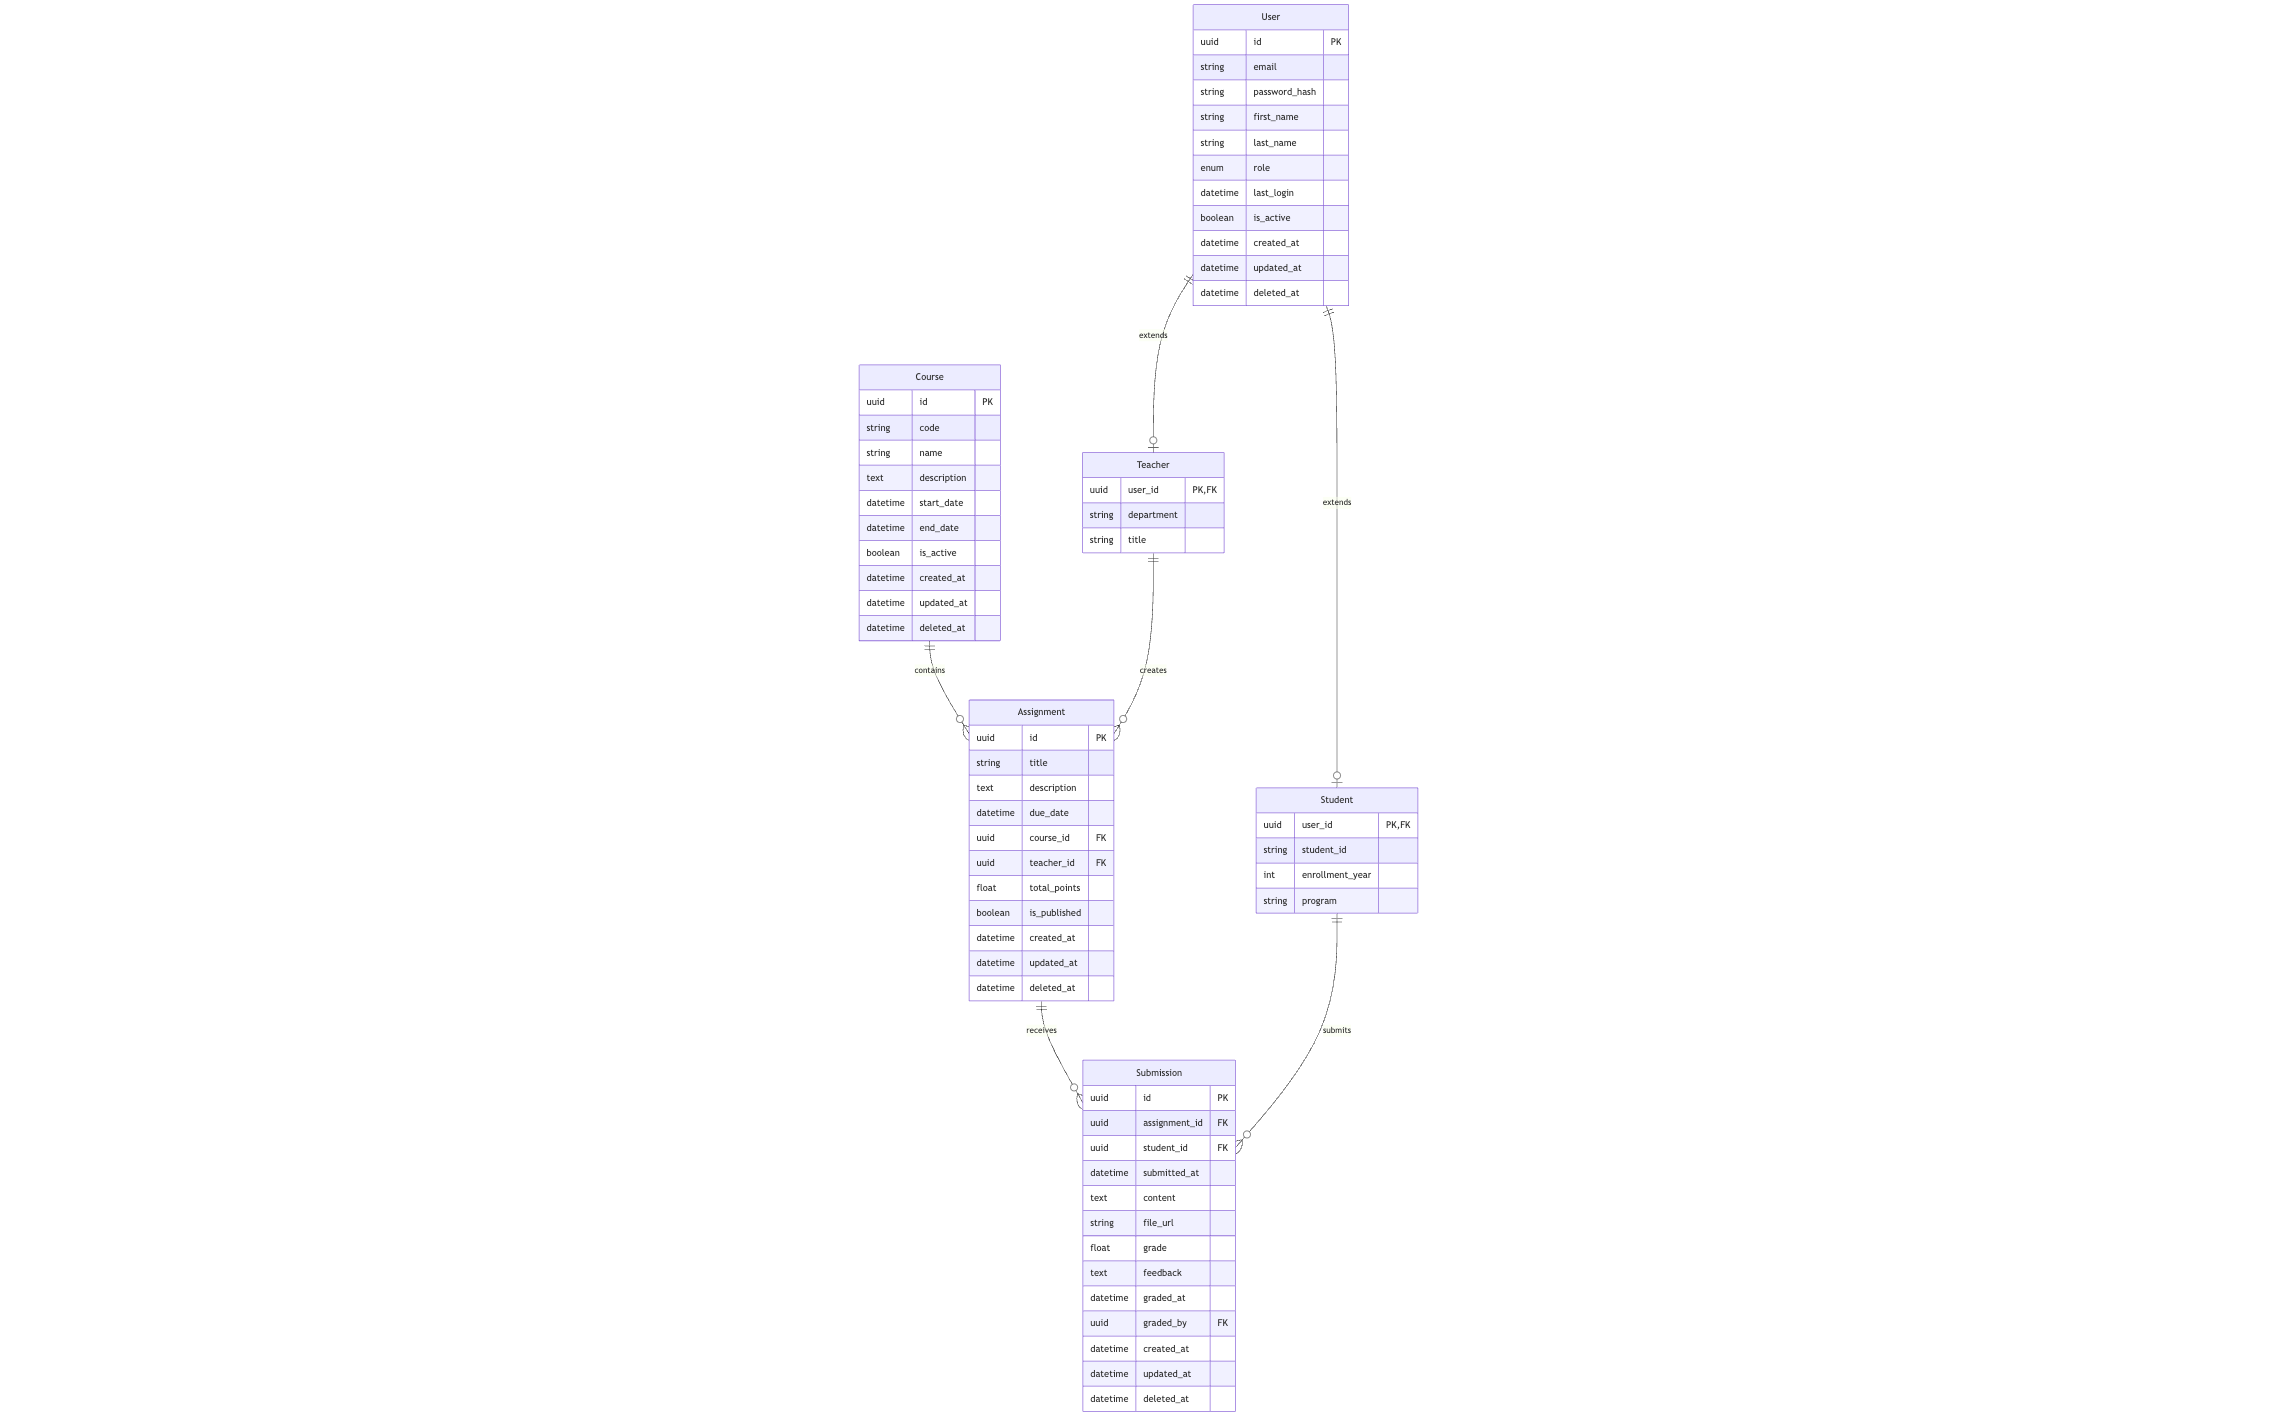 User
uuid id PK
string email
string password_hash
string first_name
string last_name
enum role
datetime last_login
boolean is_active
datetime created_at
datetime updated_at
datetime deleted_at
extends
extends
Course
uuid id PK
string code
string name
text description
datetime start_date
datetime end_date
boolean is_active
datetime created_at
datetime updated_at
datetime deleted_at
Teacher
uuid user_id PK,FK
string department
string title
contains
creates
Assignment
uuid id PK
string title
text description
datetime due_date
uuid course_id FK
uuid teacher_id FK
float total_points
boolean is_published
datetime created_at
datetime updated_at
datetime deleted_at
Student
uuid user_id PK,FK
string student_id
int enrollment_year
string program
receives
submits
Submission
uuid id PK
uuid assignment_id FK
uuid student_id FK
datetime submitted_at
text content
string file_url
float grade
text feedback
datetime graded_at
uuid graded_by FK
datetime created_at
datetime updated_at
datetime deleted_at